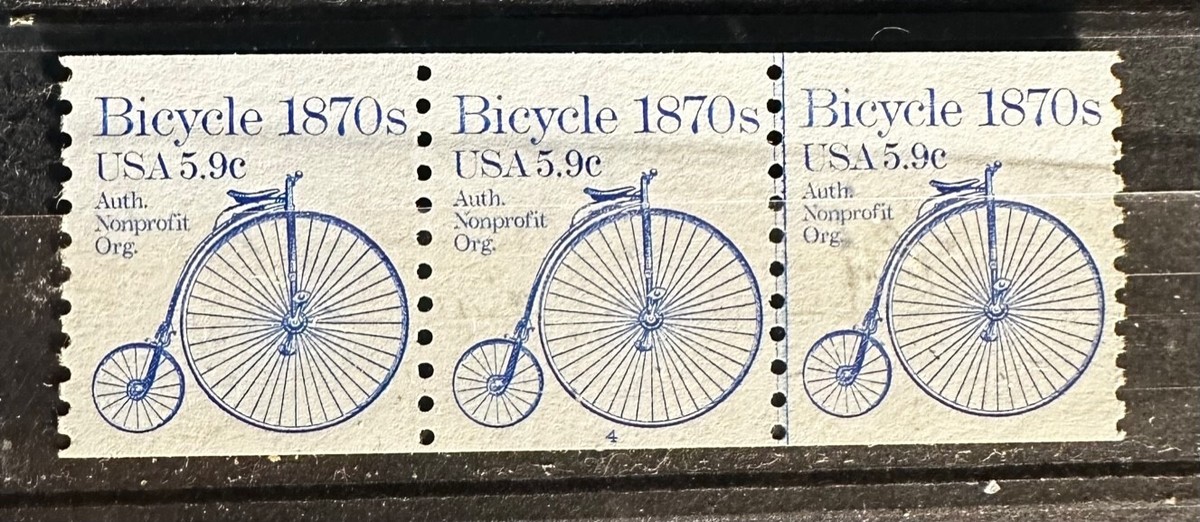 Bicycle 1870s
USA 5.9c
Auth.
Nonprofit
Org.
Bicycle 1870s
USA 5.9c
Auth.
Nonprofit
Org.
4
Bicycle 1870s
USA 5.9c
Auth.
Nonprofit
Org.